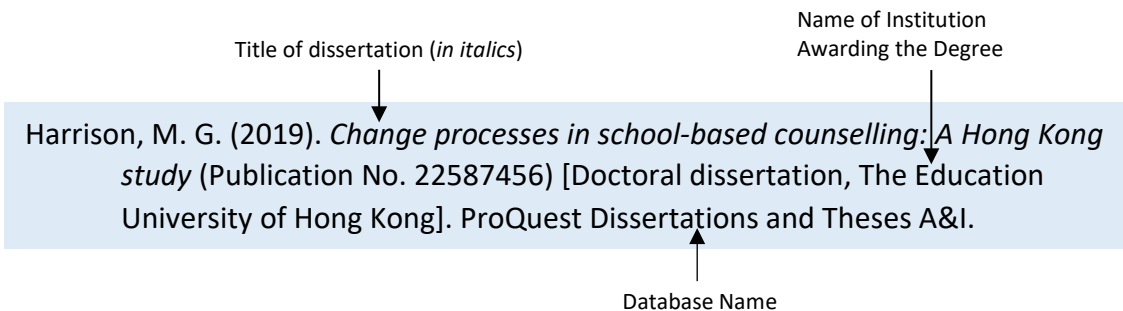 Name of Institution
Awarding the Degree
Title of dissertation (in italics)
Harrison, M. G. (2019). Change processes in school-based counselling: A Hong Kong
study (Publication No. 22587456) [Doctoral dissertation, The Education
University of Hong Kong]. ProQuest Dissertations and Theses A&I.
Database Name